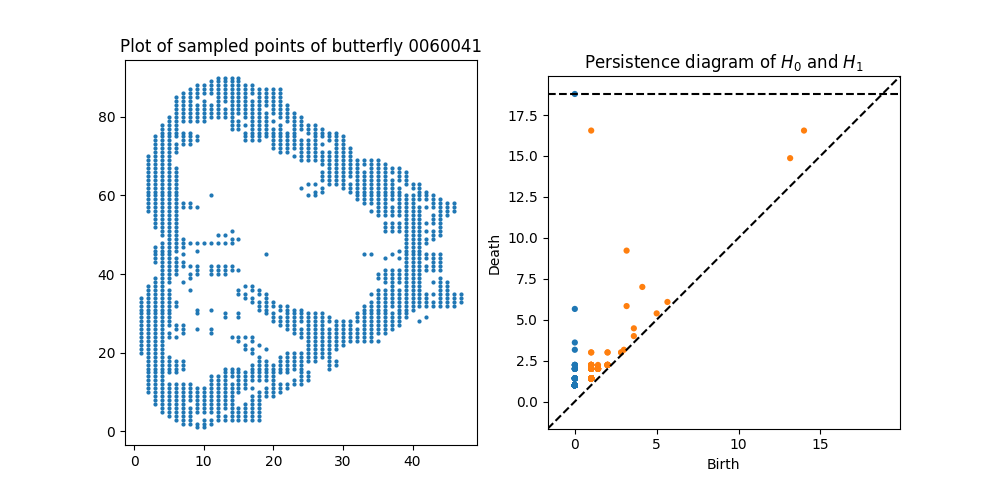 Plot of sampled points of butterfly 0060041
80
60
40
20
0
0 10 20 30 40
Persistence diagram of H₀ and H₁
Death
17.5
15.0
12.5
10.0
7.5
5.0
2.5
0.0
0 5 10 15
Birth